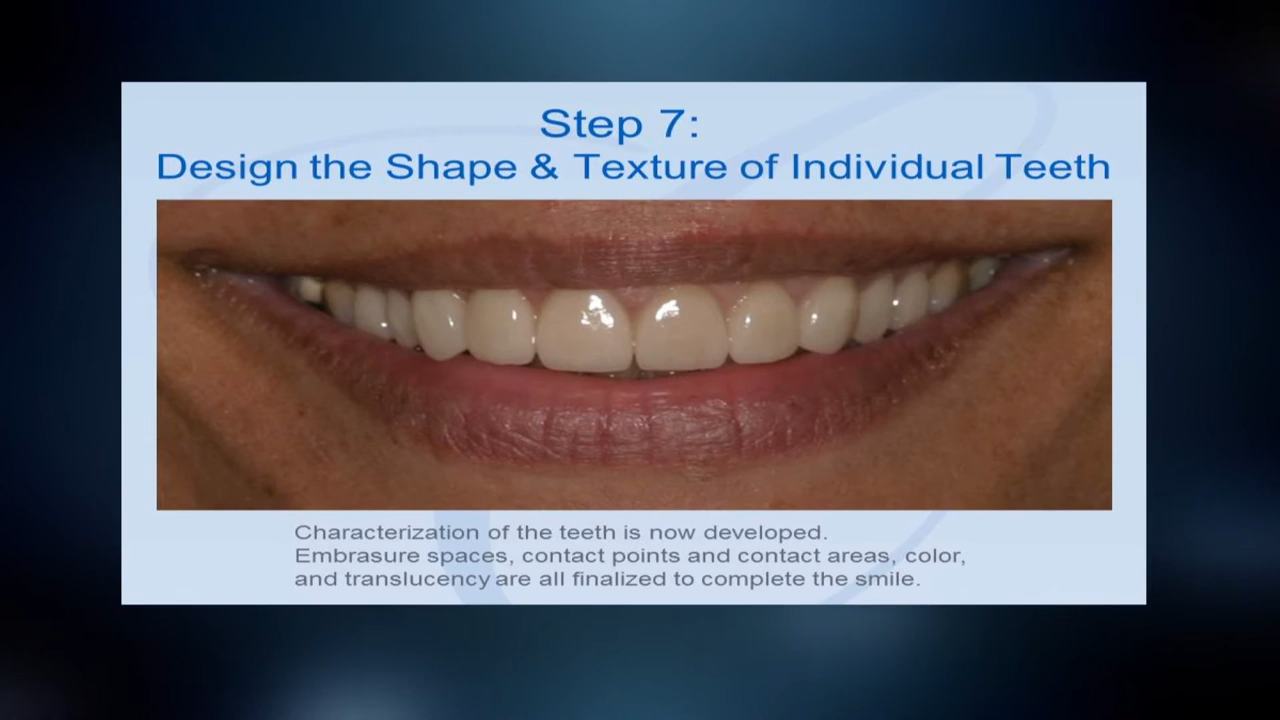 Step 7:
Design the Shape & Texture of Individual Teeth
Characterization of the teeth is now developed.
Embrasure spaces, contact points and contact areas, color,
and translucency are all finalized to complete the smile.